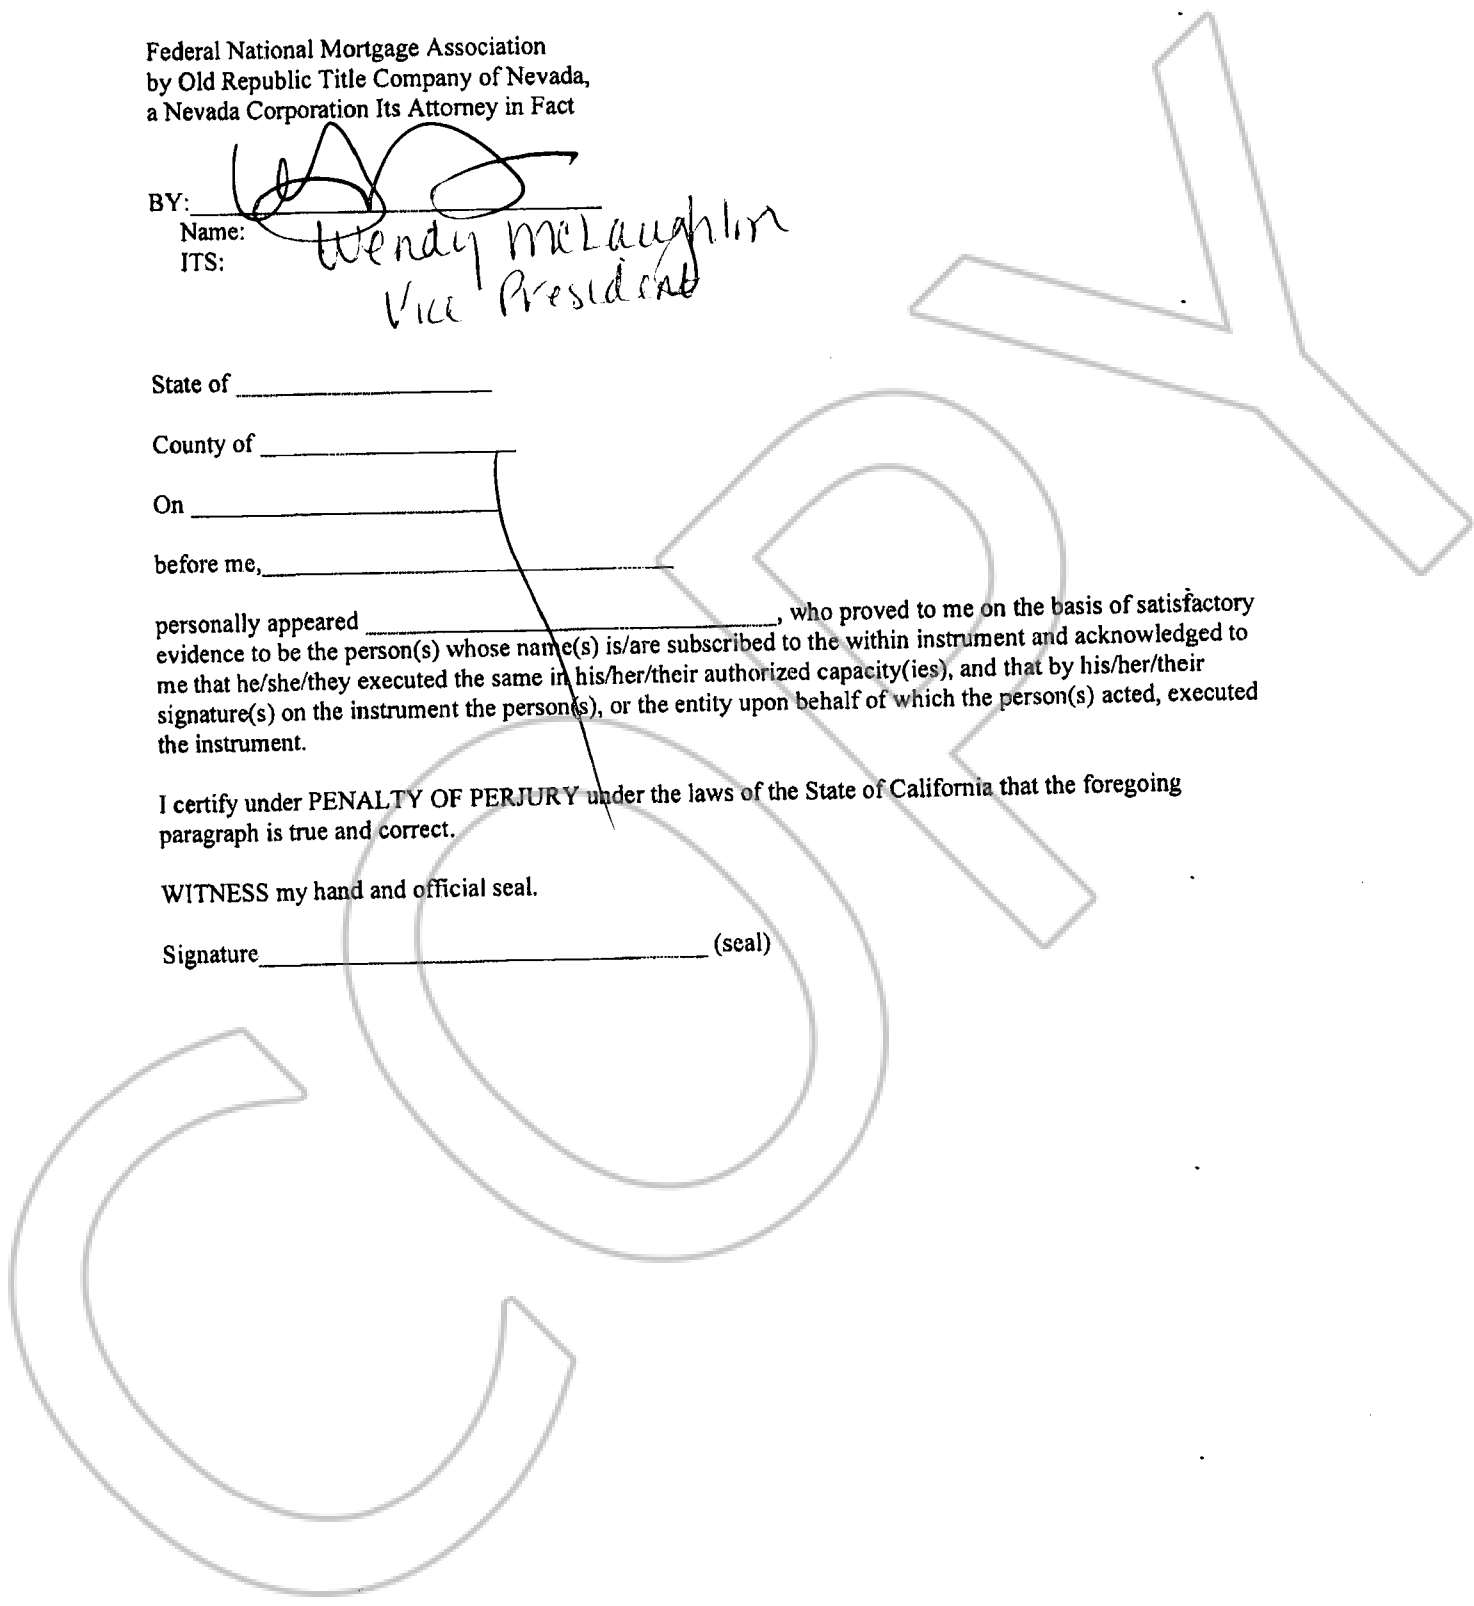 Federal National Mortgage Association
by Old Republic Title Company of Nevada,
a Nevada Corporation Its Attorney in Fact
BY:
Name: Wendy McLaughlin
ITS: Vice President
State of
County of
On
before me,
personally appeared , who proved to me on the basis of satisfactory
evidence to be the person(s) whose name(s) is/are subscribed to the within instrument and acknowledged to
me that he/she/they executed the same in his/her/their authorized capacity(ies), and that by his/her/their
signature(s) on the instrument the person(s), or the entity upon behalf of which the person(s) acted, executed
the instrument.
I certify under PENALTY OF PERJURY under the laws of the State of California that the foregoing
paragraph is true and correct.
WITNESS my hand and official seal.
Signature (seal)
COPY